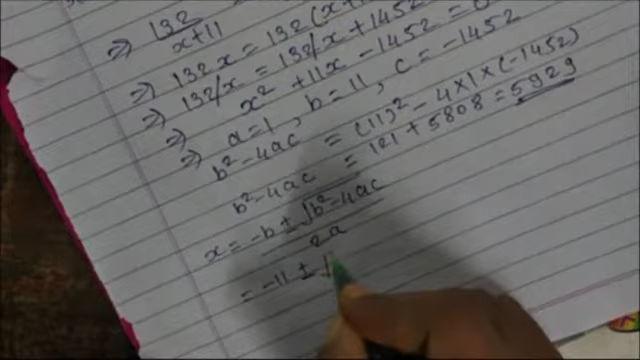 ⇒ 132/(x+11)
⇒ 132x = 132(x+
⇒ 132x = 132x + 1452
⇒ x² + 11x - 1452 = 0
⇒ a=1, b=11, c=-1452
b²-4ac = (11)² - 4×1×(-1452)
b²-4ac = 121 + 5808 = 5929
x = (-b ± √(b²-4ac))/2a
= -11 ± √